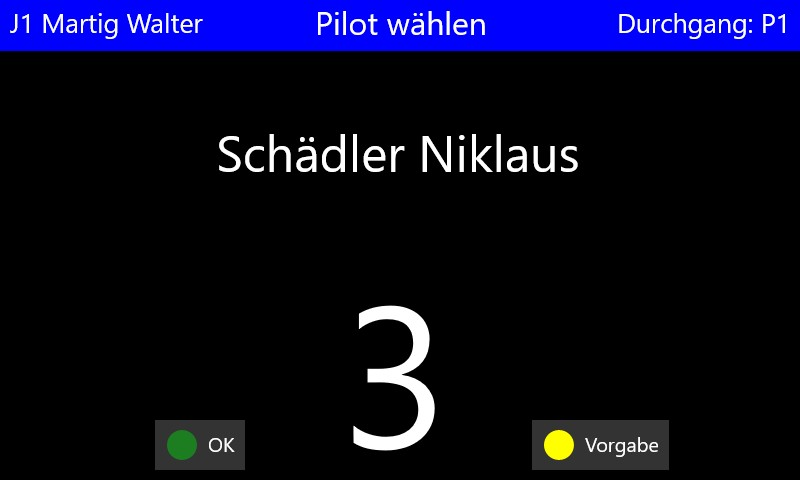 J1 Martig Walter
Pilot wählen
Durchgang: P1
Schädler Niklaus
3
OK
Vorgabe